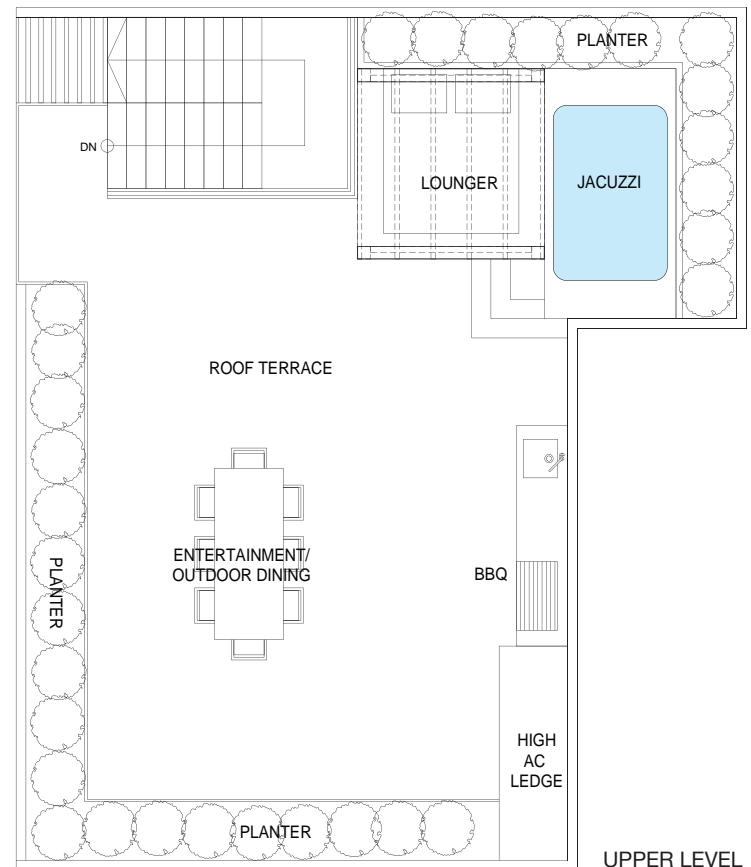 PLANTER
DN
LOUNGER
JACUZZI
ROOF TERRACE
ENTERTAINMENT/
OUTDOOR DINING
BBQ
PLANTER
HIGH
AC
LEDGE
PLANTER
UPPER LEVEL